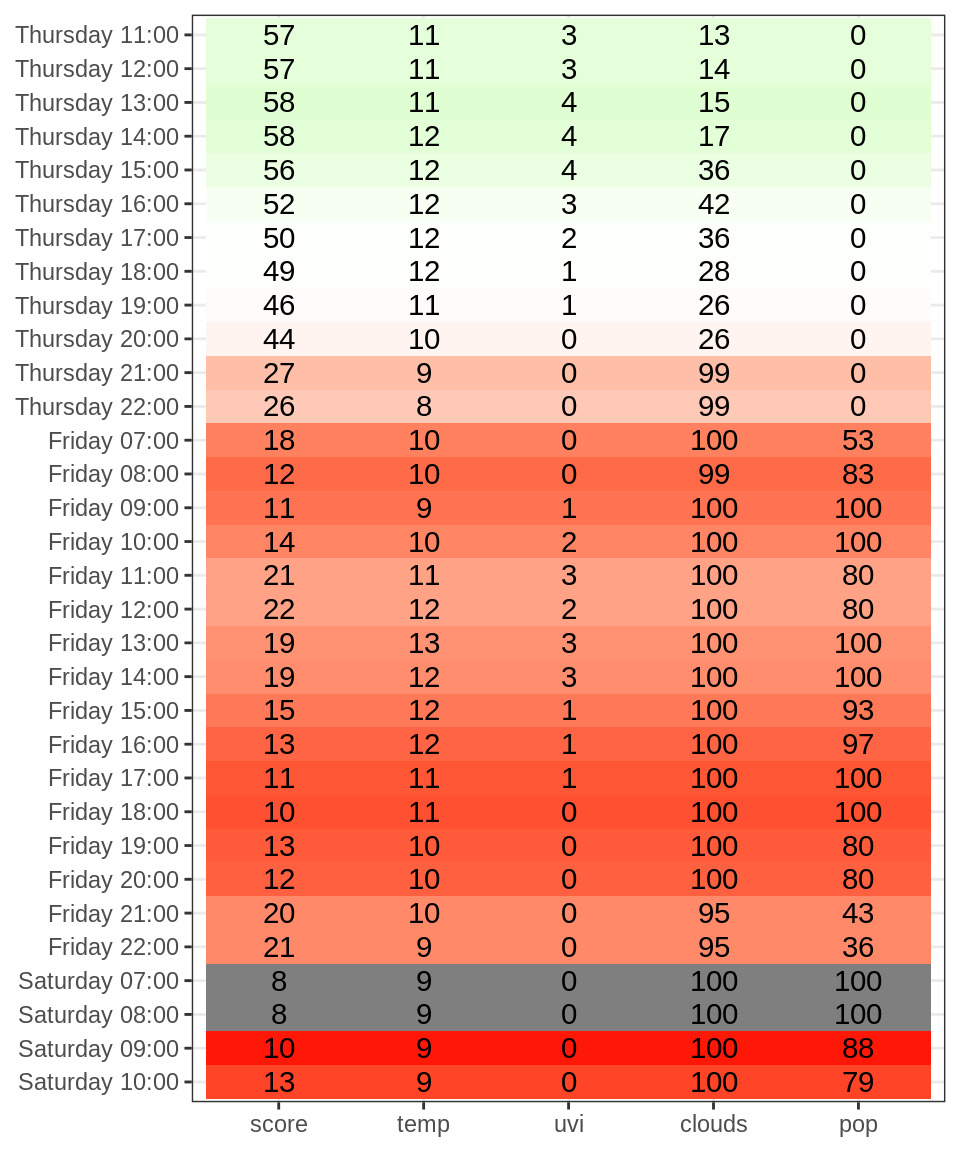 Thursday 11:00 57 11 3 13 0
Thursday 12:00 57 11 3 14 0
Thursday 13:00 58 11 4 15 0
Thursday 14:00 58 12 4 17 0
Thursday 15:00 56 12 4 36 0
Thursday 16:00 52 12 3 42 0
Thursday 17:00 50 12 2 36 0
Thursday 18:00 49 12 1 28 0
Thursday 19:00 46 11 1 26 0
Thursday 20:00 44 10 0 26 0
Thursday 21:00 27 9 0 99 0
Thursday 22:00 26 8 0 99 0
Friday 07:00 18 10 0 100 53
Friday 08:00 12 10 0 99 83
Friday 09:00 11 9 1 100 100
Friday 10:00 14 10 2 100 100
Friday 11:00 21 11 3 100 80
Friday 12:00 22 12 2 100 80
Friday 13:00 19 13 3 100 100
Friday 14:00 19 12 3 100 100
Friday 15:00 15 12 1 100 93
Friday 16:00 13 12 1 100 97
Friday 17:00 11 11 1 100 100
Friday 18:00 10 11 0 100 100
Friday 19:00 13 10 0 100 80
Friday 20:00 12 10 0 100 80
Friday 21:00 20 10 0 95 43
Friday 22:00 21 9 0 95 36
Saturday 07:00 8 9 0 100 100
Saturday 08:00 8 9 0 100 100
Saturday 09:00 10 9 0 100 88
Saturday 10:00 13 9 0 100 79
score temp uvi clouds pop